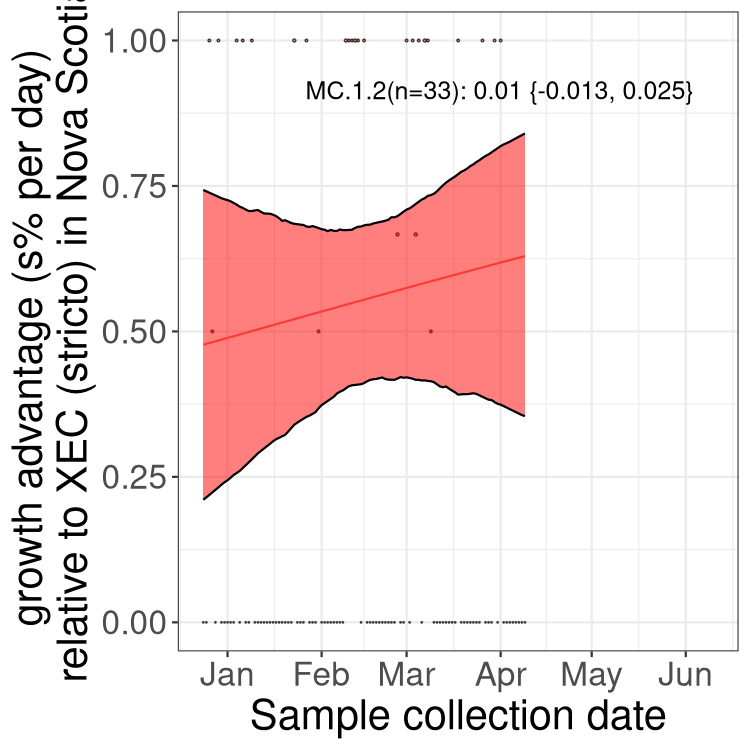 growth advantage (s% per day)
relative to XEC (stricto) in Nova Scotia
1.00
0.75
0.50
0.25
0.00
MC.1.2(n=33): 0.01 {-0.013, 0.025}
Jan Feb Mar Apr May Jun
Sample collection date